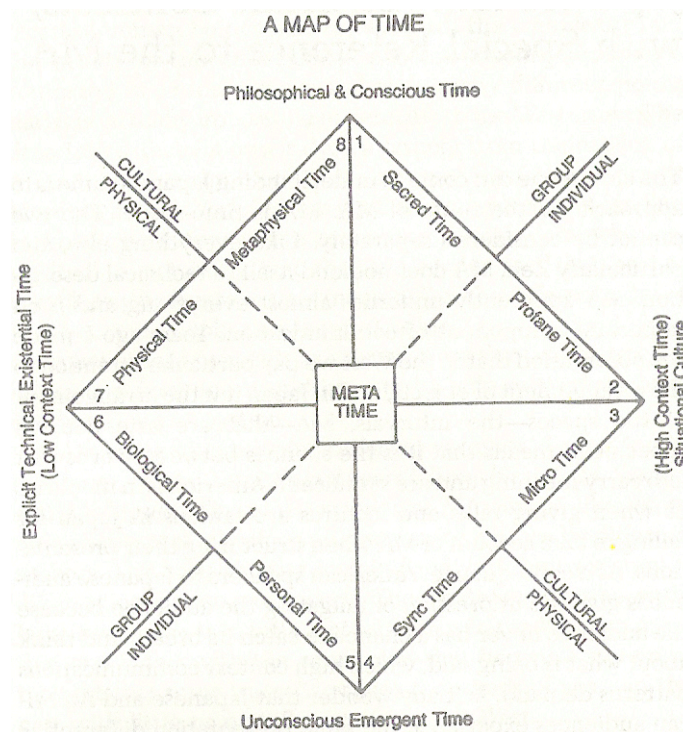 A MAP OF TIME
Philosophical & Conscious Time
8
1
CULTURAL
PHYSICAL
Metaphysical Time
Sacred Time
GROUP
INDIVIDUAL
Physical Time
Profane Time
7
2
META
TIME
6
3
Explicit Technical Existential Time
(Low Context Time)
(High Context Time)
Situational Culture
Biological Time
Micro Time
GROUP
INDIVIDUAL
Personal Time
Sync Time
CULTURAL
PHYSICAL
5
4
Unconscious Emergent Time